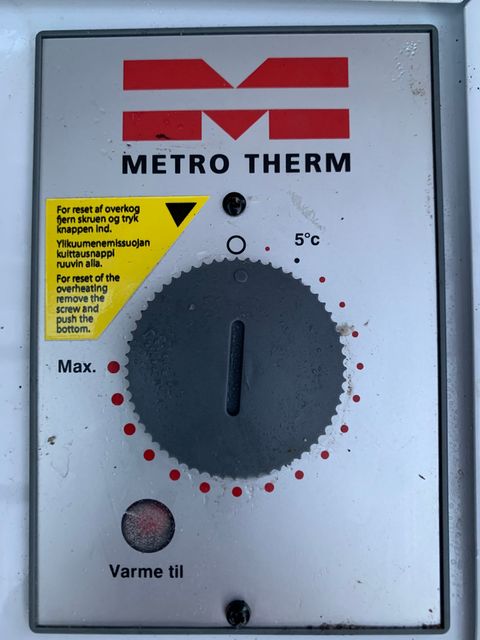 METRO THERM
For reset af overkog
fjern skruen og tryk
knappen ind.
Ylikuumenemissuojan
kuittausnappi
ruuvin alla.
For reset of the
overheating
remove the
screw and
push the
bottom.
5°c
Max.
Varme til